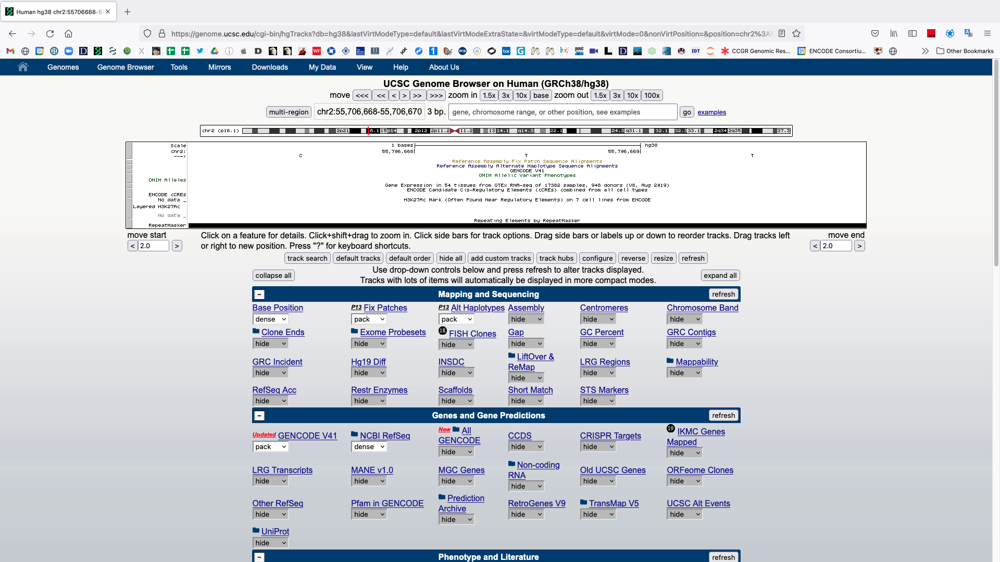 Human hg38 chr2:55706668-5
https://genome.ucsc.edu/cgi-bin/hgTracks?db=hg38&lastVirtModeType=default&lastVirtModeExtraState=&virtModeType=default&virtMode=0&nonVirtPosition=&position=chr2%3A5
CCGR Genomic Res...
ENCODE Consortiu...
Other Bookmarks
Genomes Genome Browser Tools Mirrors Downloads My Data View Help About Us
UCSC Genome Browser on Human (GRCh38/hg38)
move <<< << < > >> >>> zoom in 1.5x 3x 10x base zoom out 1.5x 3x 10x 100x
multi-region chr2:55,706,668-55,706,670 3 bp. gene, chromosome range, or other position, see examples go examples
chr2 (p16.1) 2p21 6.1 15 p14 2p12 2p11.2 11.2 13 14.1 q14.3 22.1 24.3 q31.1 32.1 32.3 33.1 2q34 2q35 37.3
Scale 1 bases hg38
chr2: 55,706,668| 55,706,669|
---> C T T
Reference Assembly Fix Patch Sequence Alignments
Reference Assembly Alternate Haplotype Sequence Alignments
GENCODE V41
OMIM Allelic Variant Phenotypes
OMIM Alleles
Gene Expression in 54 tissues from GTEx RNA-seq of 17382 samples, 948 donors (V8, Aug 2019)
ENCODE Candidate Cis-Regulatory Elements (cCREs) combined from all cell types
ENCODE cCREs
No data _ H3K27Ac Mark (Often Found Near Regulatory Elements) on 7 cell lines from ENCODE
Layered H3K27Ac
No data _
Repeating Elements by RepeatMasker
RepeatMasker
move start
< 2.0 >
Click on a feature for details. Click+shift+drag to zoom in. Click side bars for track options. Drag side bars or labels up or down to reorder tracks. Drag tracks left
or right to new position. Press "?" for keyboard shortcuts.
move end
< 2.0 >
track search default tracks default order hide all add custom tracks track hubs configure reverse resize refresh
collapse all
Use drop-down controls below and press refresh to alter tracks displayed.
Tracks with lots of items will automatically be displayed in more compact modes.
expand all
- Mapping and Sequencing refresh
Base Position P13 Fix Patches P13 Alt Haplotypes Assembly Centromeres Chromosome Band
dense pack pack hide hide hide
Clone Ends Exome Probesets 18 FISH Clones Gap GC Percent GRC Contigs
hide hide hide hide hide hide
GRC Incident Hg19 Diff INSDC LiftOver & ReMap LRG Regions Mappability
hide hide hide hide hide hide
RefSeq Acc Restr Enzymes Scaffolds Short Match STS Markers
hide hide hide hide hide
- Genes and Gene Predictions refresh
Updated GENCODE V41 NCBI RefSeq New All GENCODE CCDS CRISPR Targets 19 IKMC Genes Mapped
pack dense hide hide hide hide
LRG Transcripts MANE v1.0 MGC Genes Non-coding RNA Old UCSC Genes ORFeome Clones
hide hide hide hide hide hide
Other RefSeq Pfam in GENCODE Prediction Archive RetroGenes V9 TransMap V5 UCSC Alt Events
hide hide hide hide hide hide
UniProt
hide
- Phenotype and Literature refresh